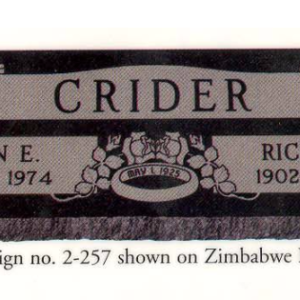 CRIDER
N E. RIC
1974 MAY 1, 1925 1902
ign no. 2-257 shown on Zimbabwe